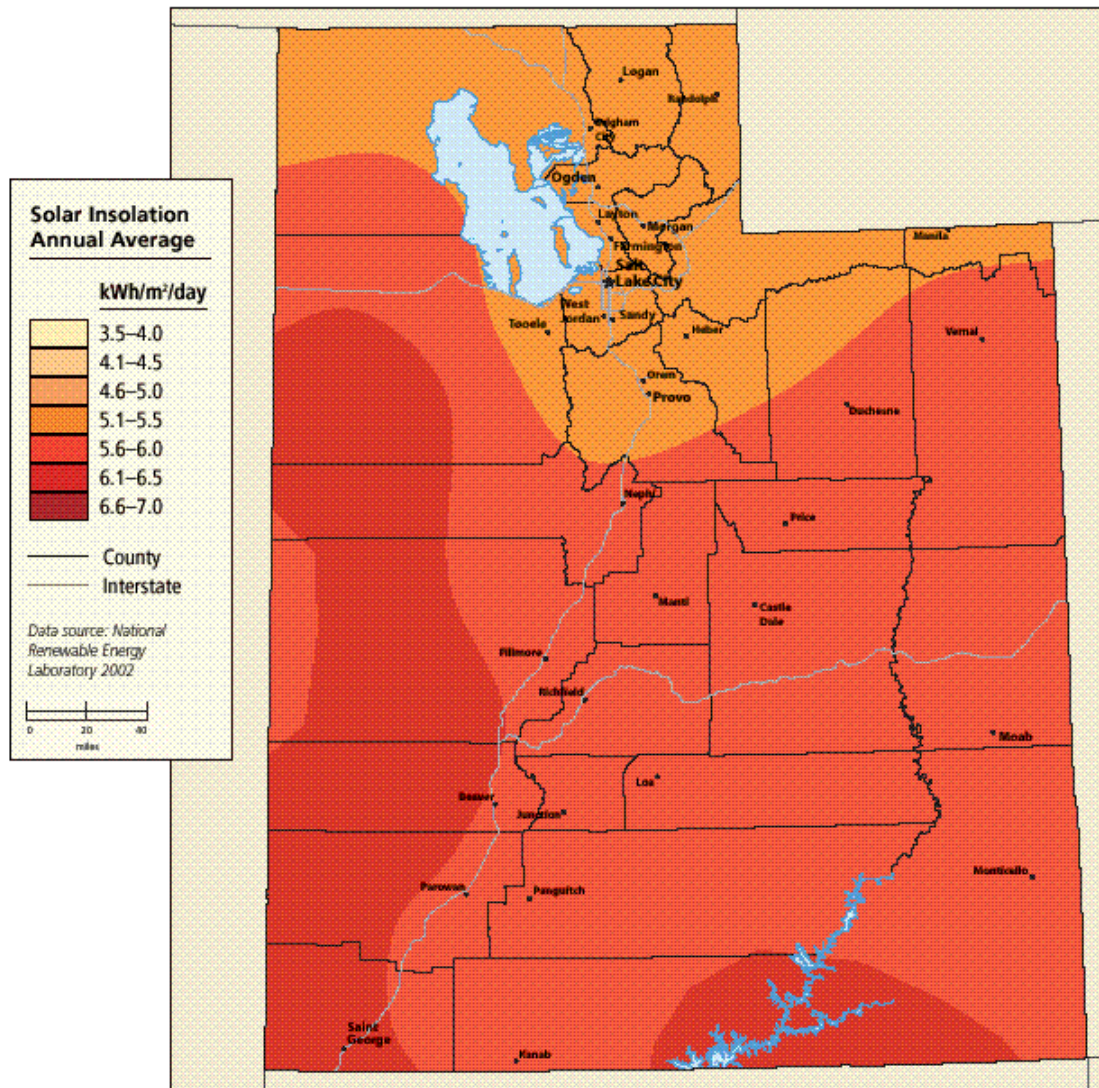 Solar Insolation
Annual Average
kWh/m²/day
3.5–4.0
4.1–4.5
4.6–5.0
5.1–5.5
5.6–6.0
6.1–6.5
6.6–7.0
County
Interstate
Data source: National
Renewable Energy
Laboratory 2002
0 20 40
miles
Logan
Randolph
Brigham
City
Ogden
Layton
Morgan
Farmington
Manila
Salt
Lake City
West
Jordan
Sandy
Tooele
Heber
Vernal
Orem
Provo
Duchesne
Nephi
Price
Manti
Castle
Dale
Fillmore
Richfield
Moab
Loa
Beaver
Junction
Monticello
Parowan
Panguitch
Saint
George
Kanab